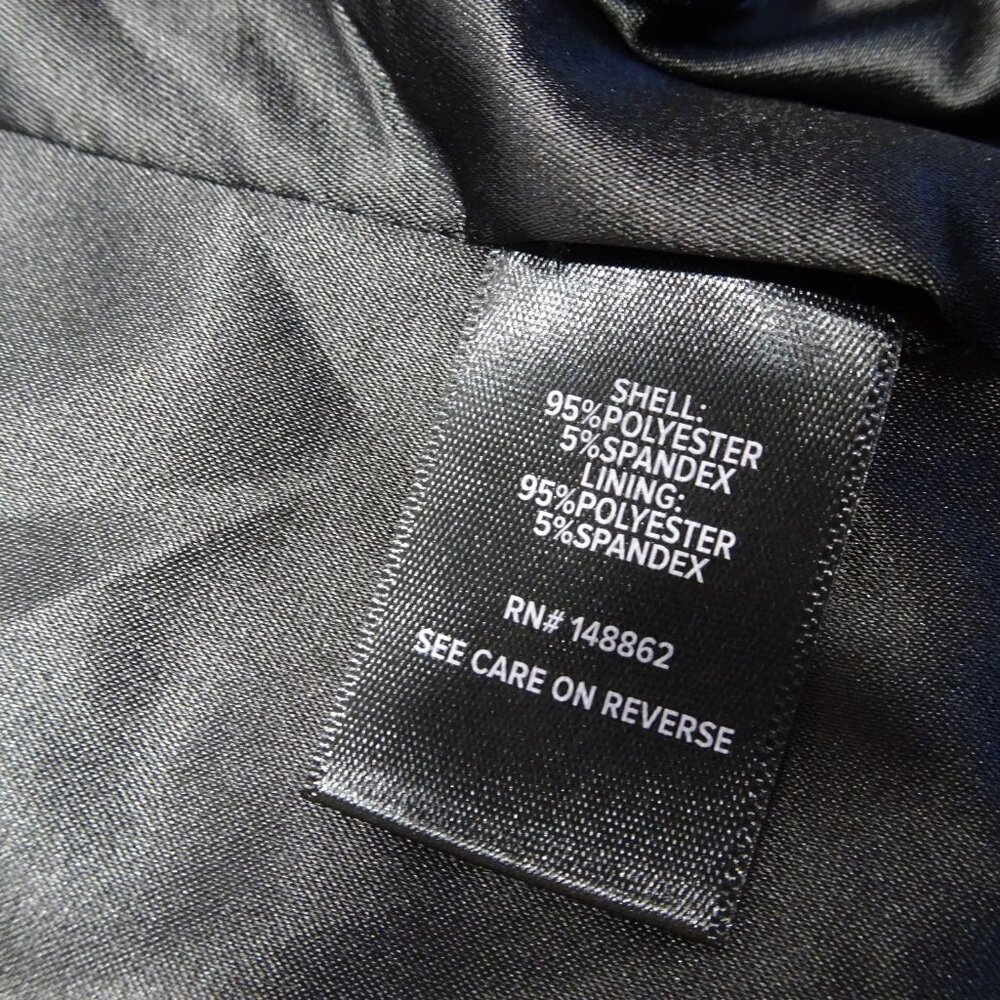 SHELL:
95%POLYESTER
5%SPANDEX
LINING:
95%POLYESTER
5%SPANDEX
RN# 148862
SEE CARE ON REVERSE